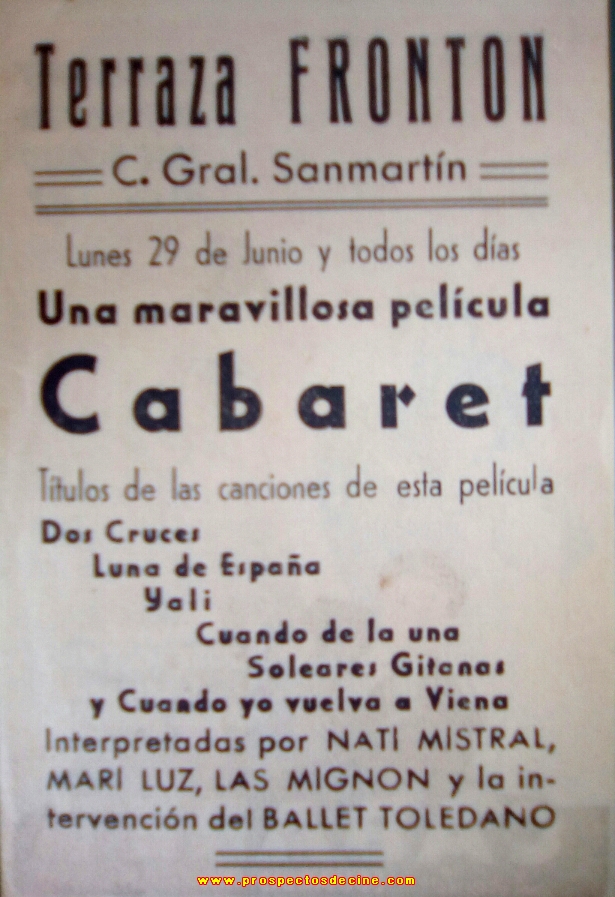 Terraza FRONTON
C. Gral. Sanmartín
Lunes 29 de Junio y todos los días
Una maravillosa película
Cabaret
Títulos de las canciones de esta película
Dos Cruces
Luna de España
Yali
Cuando de la una
Soleares Gitanas
y Cuando yo vuelva a Viena
Interpretadas por NATI MISTRAL,
MARI LUZ, LAS MIGNON y la in-
tervención del BALLET TOLEDANO
www.prospectosdecine.com